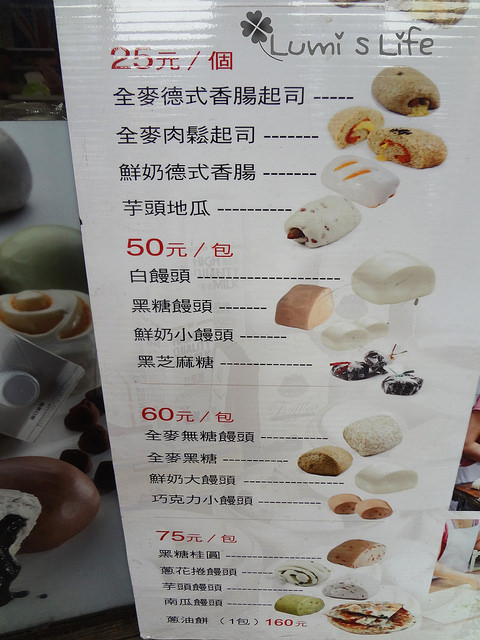 Lumi's Life
25元/個
全麥德式香腸起司 -----
全麥肉鬆起司 -------
鮮奶德式香腸 -------
芋頭地瓜 ----------
50元/包
白饅頭 --------------------
黑糖饅頭 -------
鮮奶小饅頭 -------
黑芝麻糖 --------------
60元/包
全麥無糖饅頭 ------------
全麥黑糖 ------------
鮮奶大饅頭 ----------------
巧克力小饅頭 ------------
75元/包
黑糖桂圓 ------------------
蔥花捲饅頭 --------
芋頭饅頭 ------------------
南瓜饅頭 ---------
蔥油餅 (1包) 160元